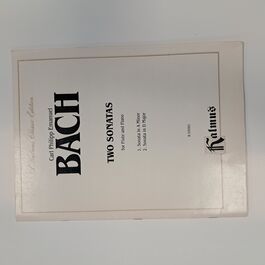 Carl Philipp Emanuel
BACH
TWO SONATAS
for Flute and Piano
1. Sonata in A Minor
2. Sonata in D Major
Kalmus